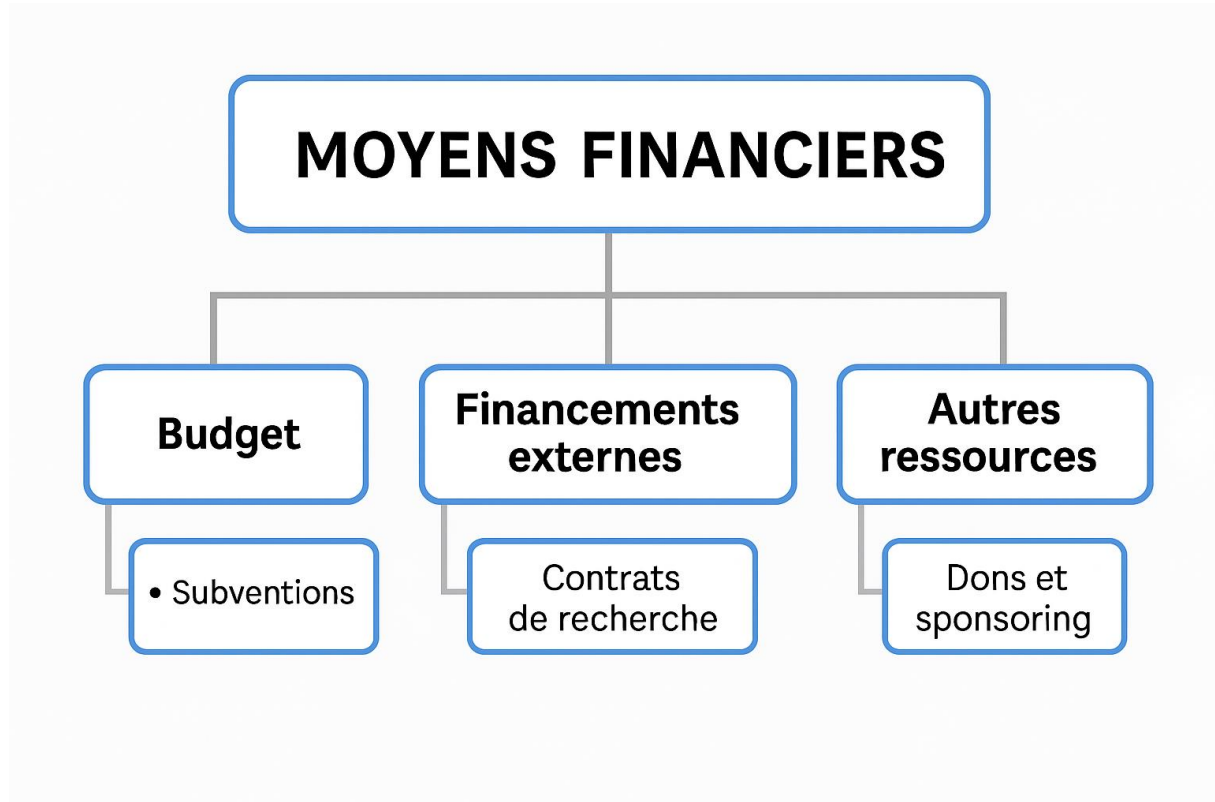 MOYENS FINANCIERS
Budget
Financements
externes
Autres
ressources
• Subventions
Contrats
de recherche
Dons et
sponsoring